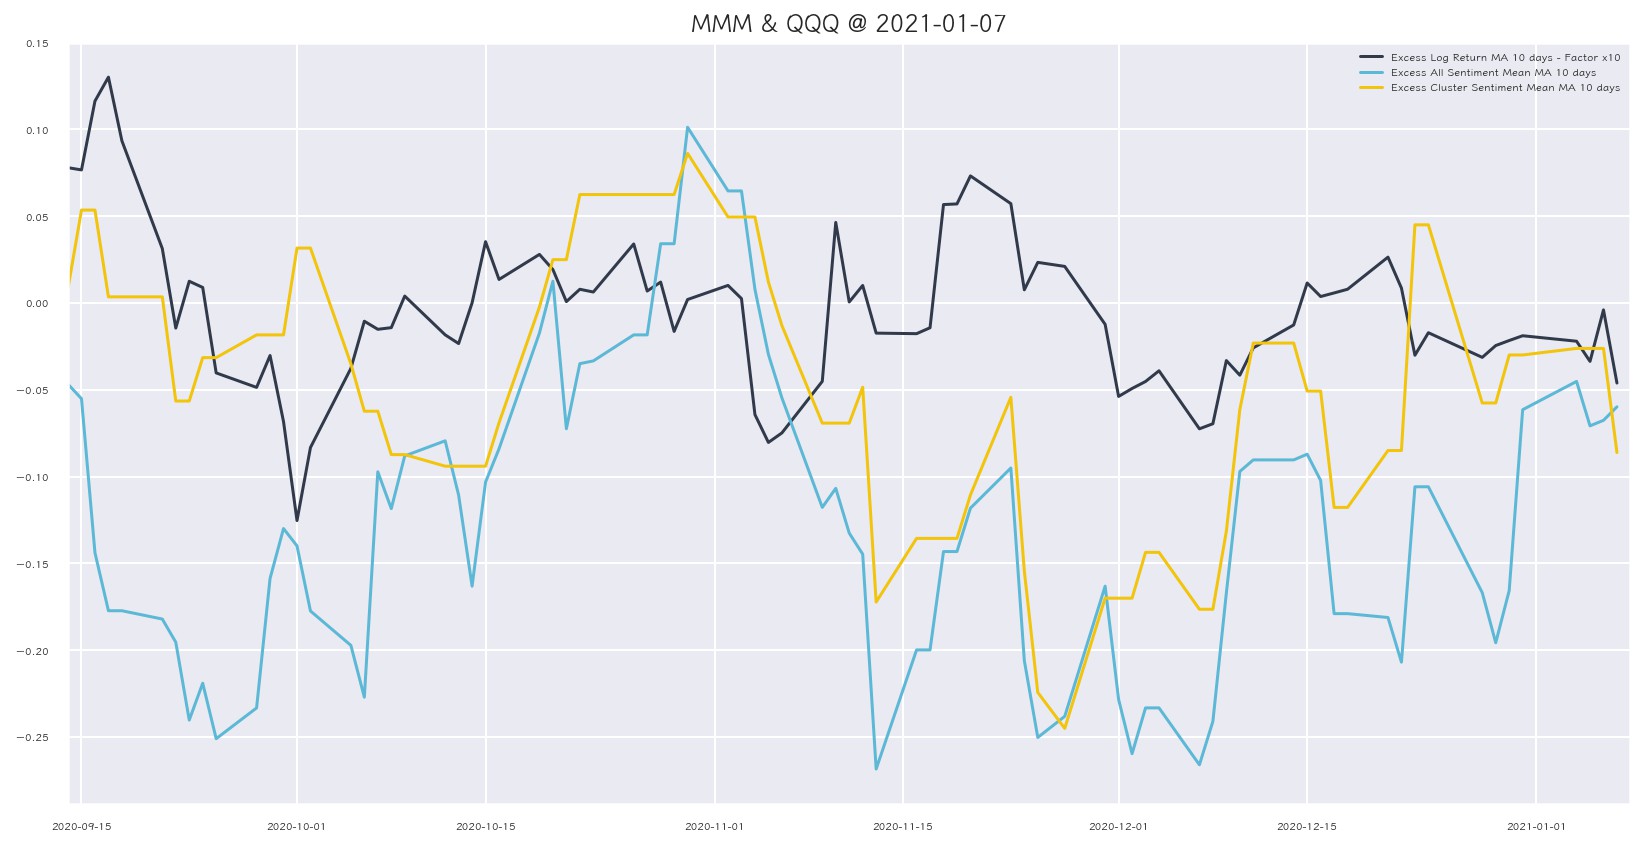 MMM & QQQ @ 2021-01-07
Excess Log Return MA 10 days - Factor x10
Excess All Sentiment Mean MA 10 days
Excess Cluster Sentiment Mean MA 10 days
0.15
0.10
0.05
0.00
−0.05
−0.10
−0.15
−0.20
−0.25
2020-09-15 2020-10-01 2020-10-15 2020-11-01 2020-11-15 2020-12-01 2020-12-15 2021-01-01